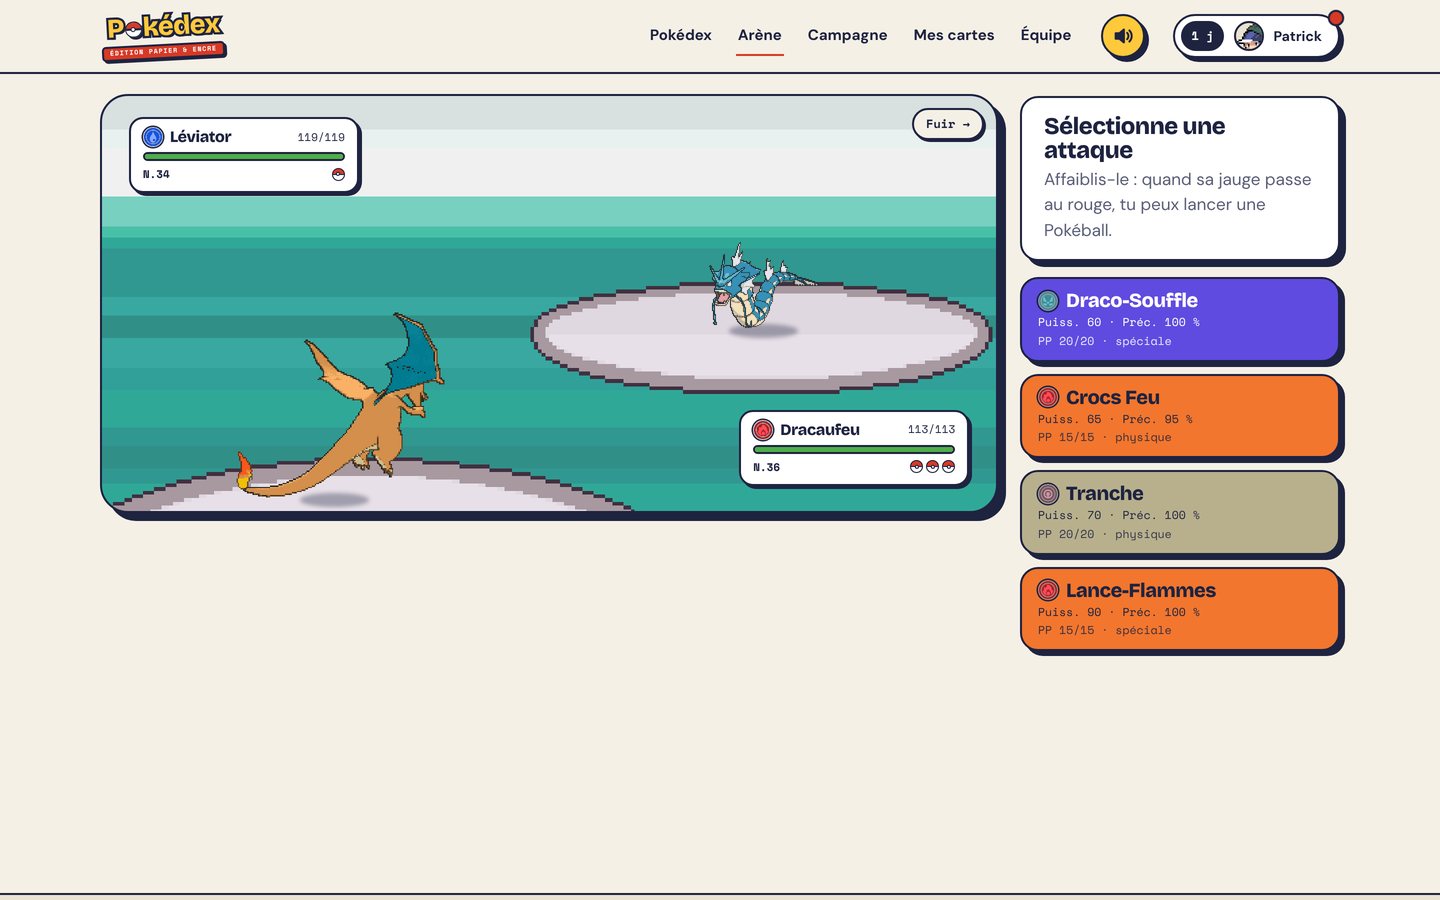 Pokédex
ÉDITION PAPIER & ENCRE
Pokédex
Arène
Campagne
Mes cartes
Équipe
1 j
Patrick
Léviator
119/119
N.34
Fuir →
Dracaufeu
113/113
N.36
Sélectionne une
attaque
Affaiblis-le : quand sa jauge passe
au rouge, tu peux lancer une
Pokéball.
Draco-Souffle
Puiss. 60 · Préc. 100 %
PP 20/20 · spéciale
Crocs Feu
Puiss. 65 · Préc. 95 %
PP 15/15 · physique
Tranche
Puiss. 70 · Préc. 100 %
PP 20/20 · physique
Lance-Flammes
Puiss. 90 · Préc. 100 %
PP 15/15 · spéciale